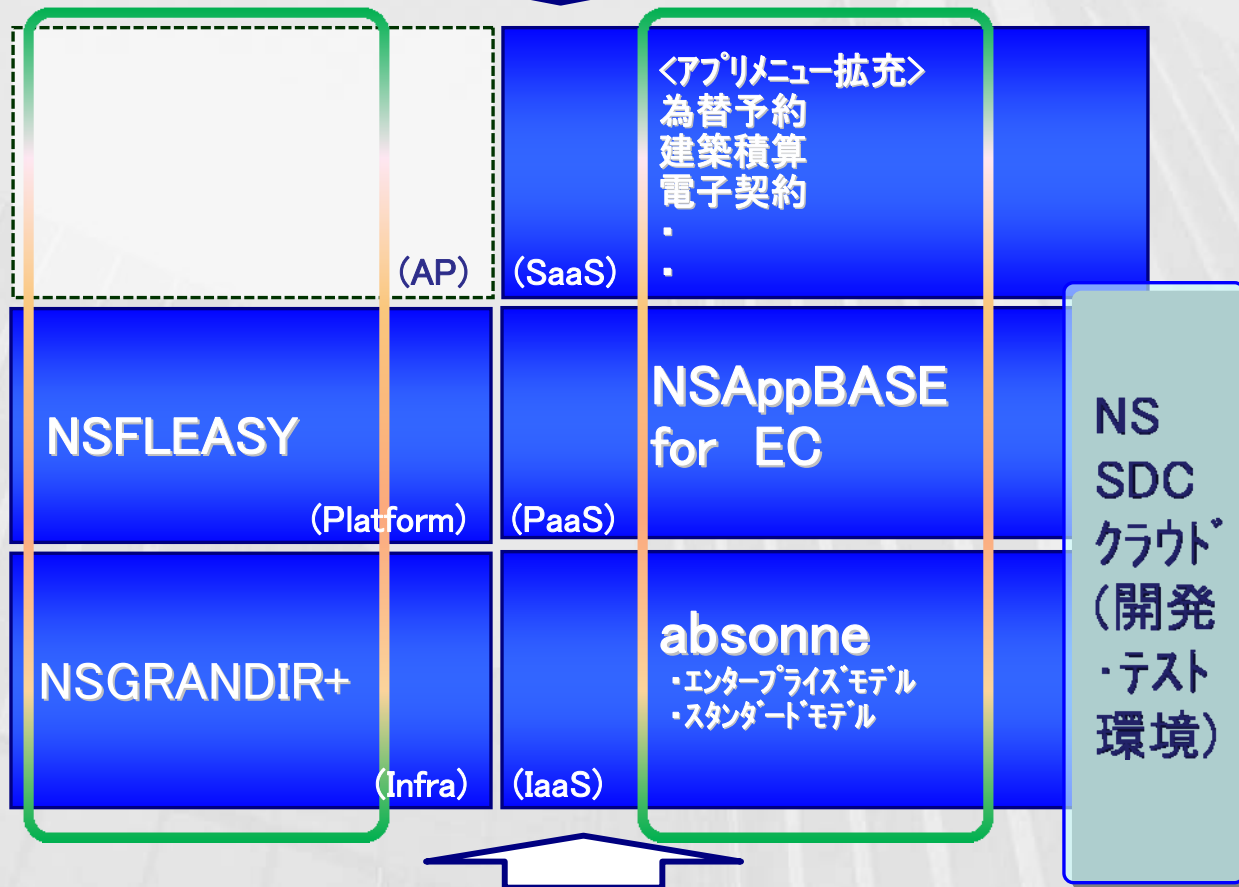 (AP)
<アプリメニュー拡充>
為替予約
建築積算
電子契約
・
・
(SaaS)
NSFLEASY
(Platform)
NSAppBASE
for EC
(PaaS)
NSGRANDIR+
(Infra)
absonne
・エンタープライズモデル
・スタンダードモデル
(IaaS)
NS
SDC
クラウド
(開発
・テスト
環境)